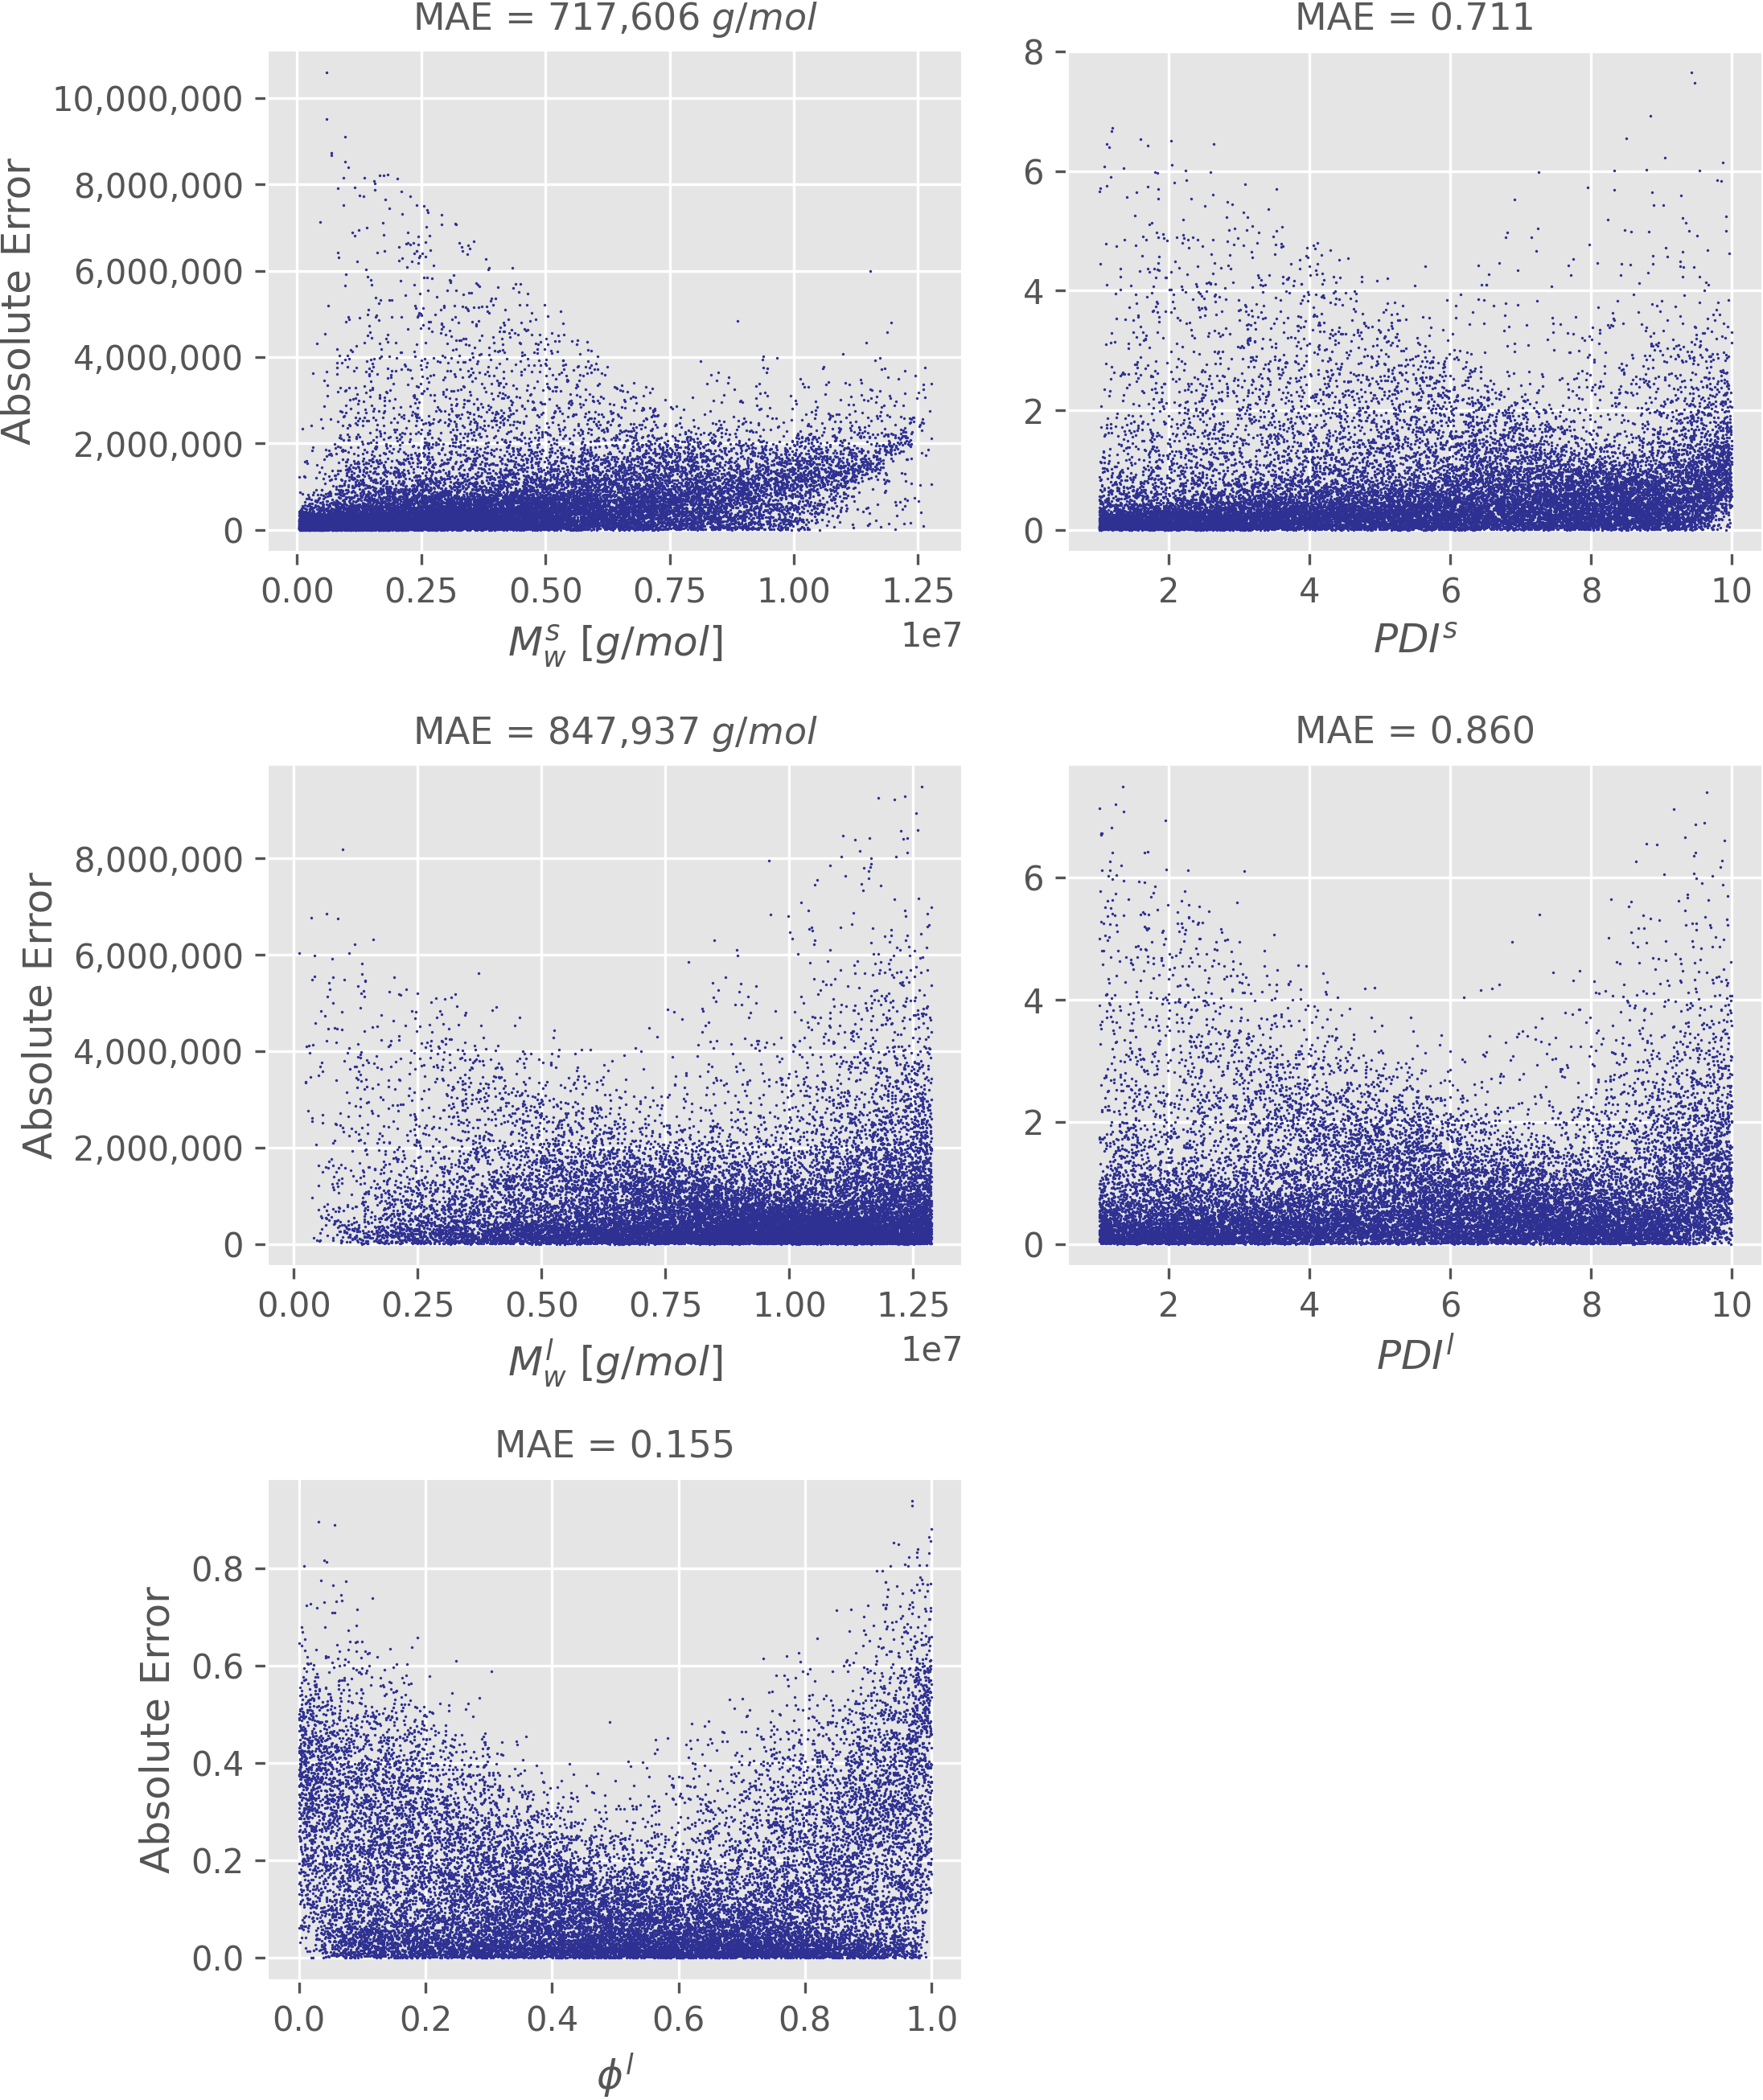 MAE = 717,606 g/mol
Absolute Error
10,000,000
8,000,000
6,000,000
4,000,000
2,000,000
0
0.00 0.25 0.50 0.75 1.00 1.25
1e7
M_w^s [g/mol]
MAE = 0.711
8
6
4
2
0
2 4 6 8 10
PDI^s
MAE = 847,937 g/mol
Absolute Error
8,000,000
6,000,000
4,000,000
2,000,000
0
0.00 0.25 0.50 0.75 1.00 1.25
1e7
M_w^l [g/mol]
MAE = 0.860
6
4
2
0
2 4 6 8 10
PDI^l
MAE = 0.155
Absolute Error
0.8
0.6
0.4
0.2
0.0
0.0 0.2 0.4 0.6 0.8 1.0
ϕ^l